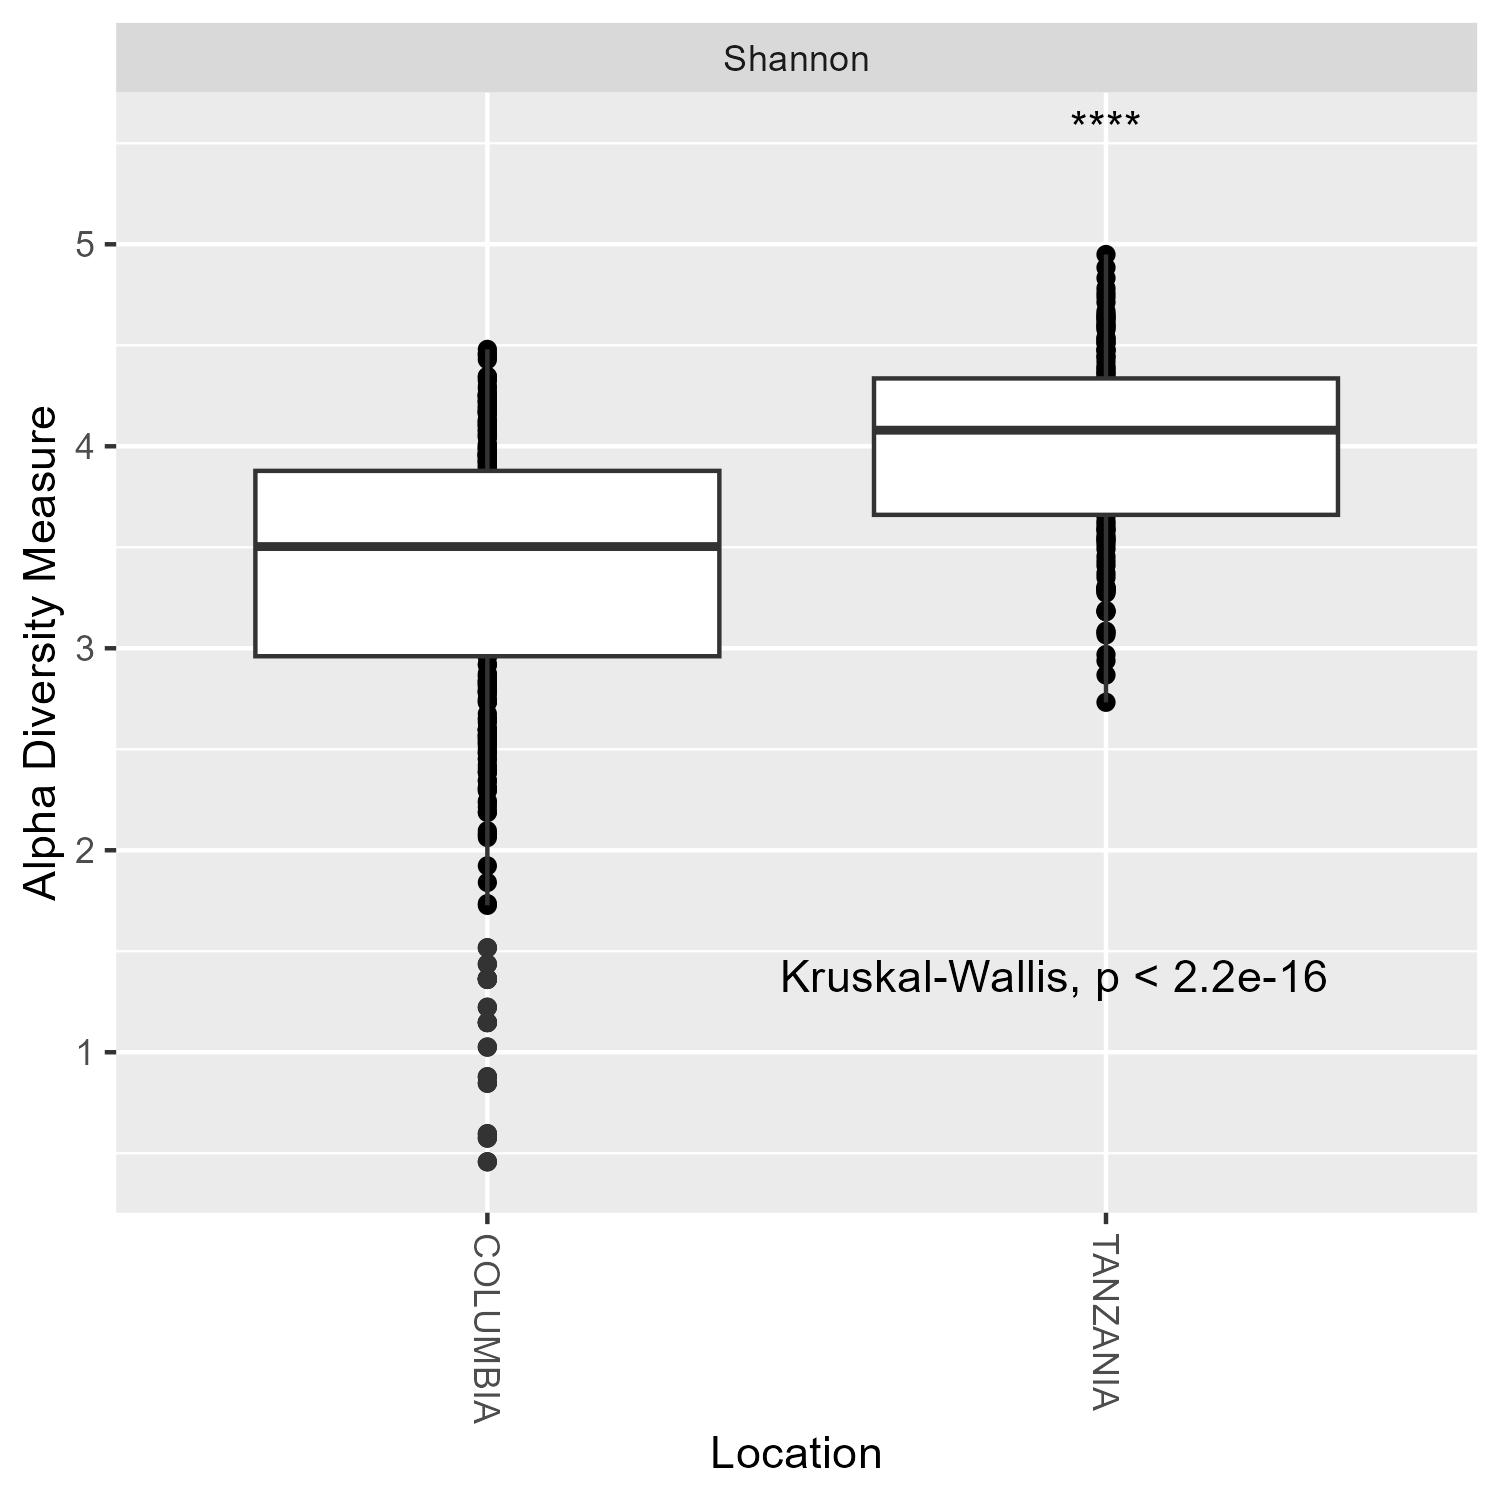 Shannon
****
5
4
3
2
1
Alpha Diversity Measure
Kruskal-Wallis, p < 2.2e-16
COLUMBIA
TANZANIA
Location